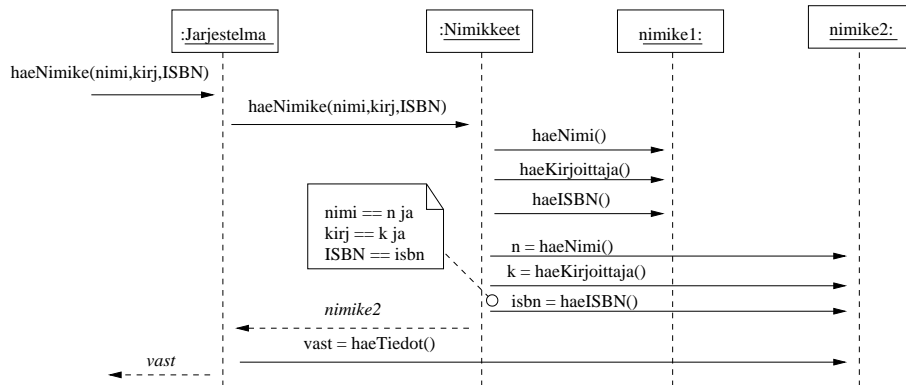 :Jarjestelma
:Nimikkeet
nimike1:
nimike2:
haeNimike(nimi,kirj,ISBN)
haeNimike(nimi,kirj,ISBN)
haeNimi()
haeKirjoittaja()
haeISBN()
nimi == n ja
kirj == k ja
ISBN == isbn
n = haeNimi()
k = haeKirjoittaja()
isbn = haeISBN()
nimike2
vast = haeTiedot()
vast